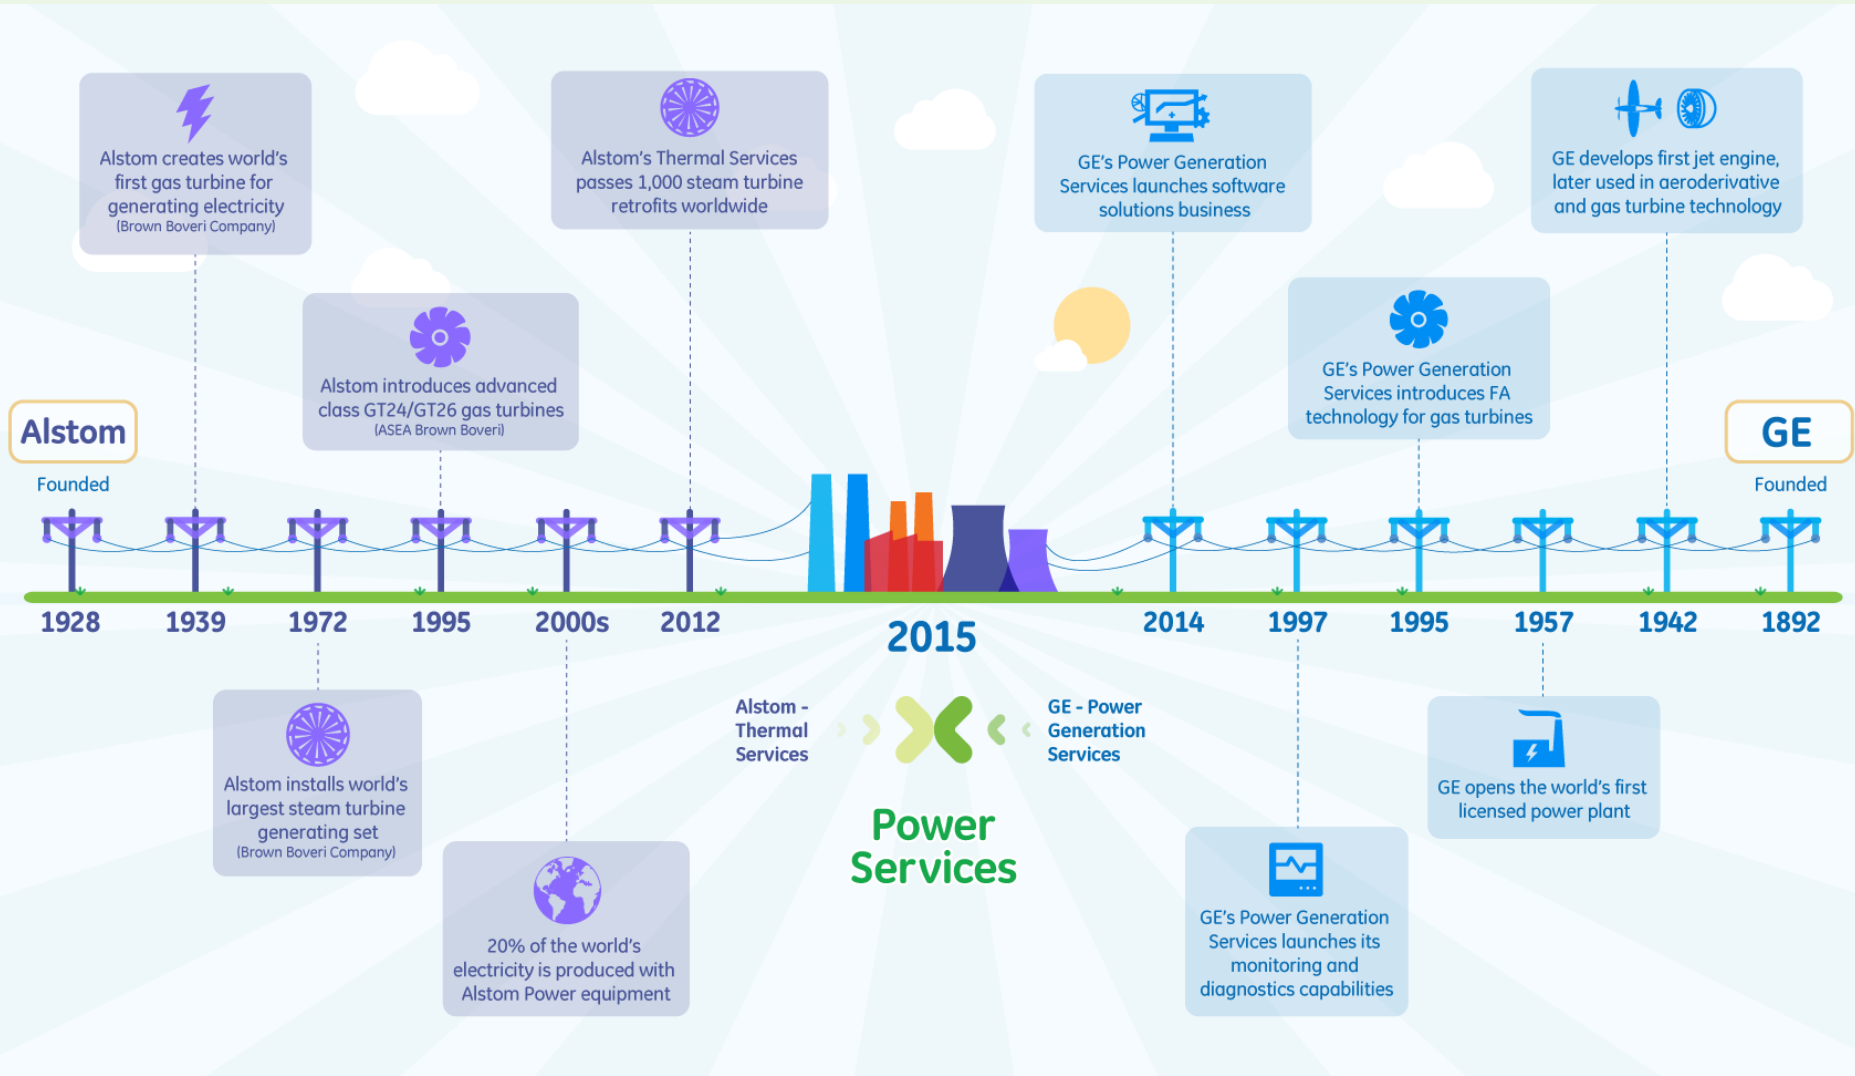 Alstom creates world's
first gas turbine for
generating electricity
(Brown Boveri Company)
Alstom's Thermal Services
passes 1,000 steam turbine
retrofits worldwide
GE's Power Generation
Services launches software
solutions business
GE develops first jet engine,
later used in aeroderivative
and gas turbine technology
Alstom introduces advanced
class GT24/GT26 gas turbines
(ASEA Brown Boveri)
GE's Power Generation
Services introduces FA
technology for gas turbines
Alstom
Founded
GE
Founded
1928
1939
1972
1995
2000s
2012
2015
2014
1997
1995
1957
1942
1892
Alstom installs world's
largest steam turbine
generating set
(Brown Boveri Company)
20% of the world's
electricity is produced with
Alstom Power equipment
Alstom -
Thermal
Services
GE - Power
Generation
Services
Power
Services
GE's Power Generation
Services launches its
monitoring and
diagnostics capabilities
GE opens the world's first
licensed power plant